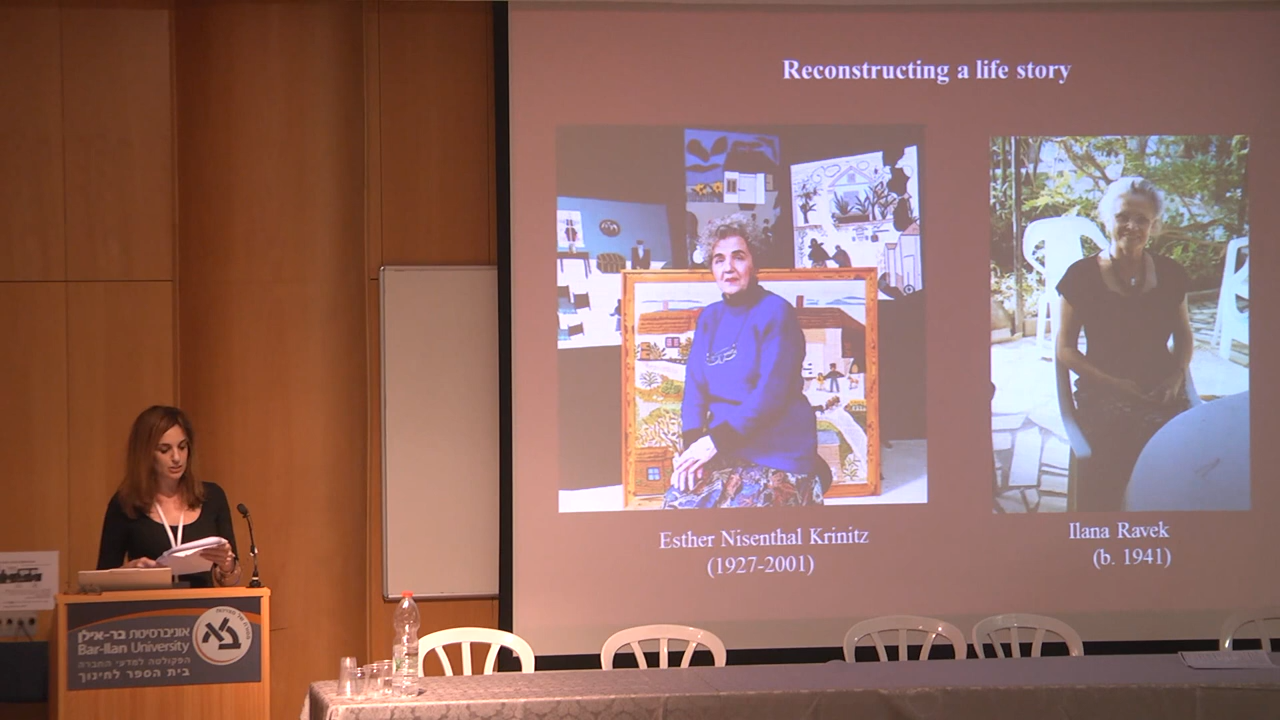 Reconstructing a life story
Esther Nisenthal Krinitz
(1927-2001)
Ilana Ravek
(b. 1941)
אוניברסיטת בר-אילן
Bar-Ilan University
הפקולטה למדעי החברה
בית הספר לחינוך